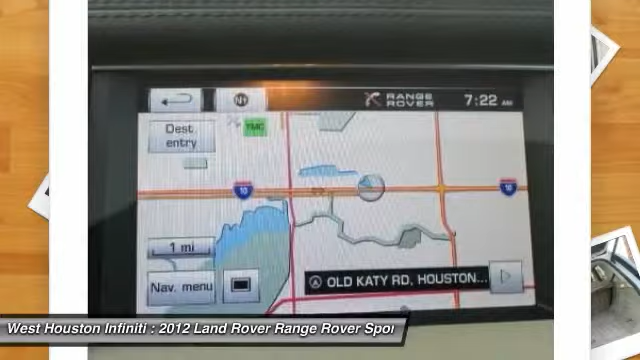 N↑
RANGE
ROVER
7:22 AM
Dest.
entry
TMC
10
10
1 mi
Nav. menu
OLD KATY RD, HOUSTON...
West Houston Infiniti : 2012 Land Rover Range Rover Spor